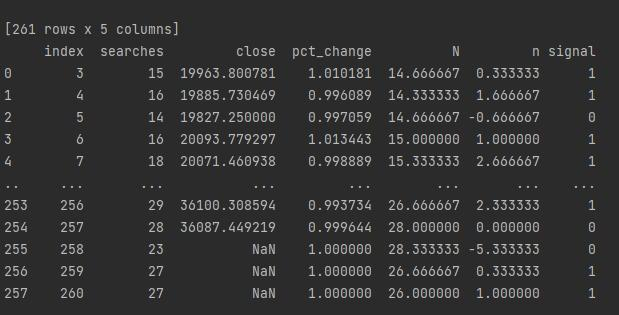 [261 rows x 5 columns]
index searches close pct_change N n signal
0 3 15 19963.800781 1.010181 14.666667 0.333333 1
1 4 16 19885.730469 0.996089 14.333333 1.666667 1
2 5 14 19827.250000 0.997059 14.666667 -0.666667 0
3 6 16 20093.779297 1.013443 15.000000 1.000000 1
4 7 18 20071.460938 0.998889 15.333333 2.666667 1
.. ... ... ... ... ... ... ...
253 256 29 36100.308594 0.993734 26.666667 2.333333 1
254 257 28 36087.449219 0.999644 28.000000 0.000000 0
255 258 23 NaN 1.000000 28.333333 -5.333333 0
256 259 27 NaN 1.000000 26.666667 0.333333 1
257 260 27 NaN 1.000000 26.000000 1.000000 1